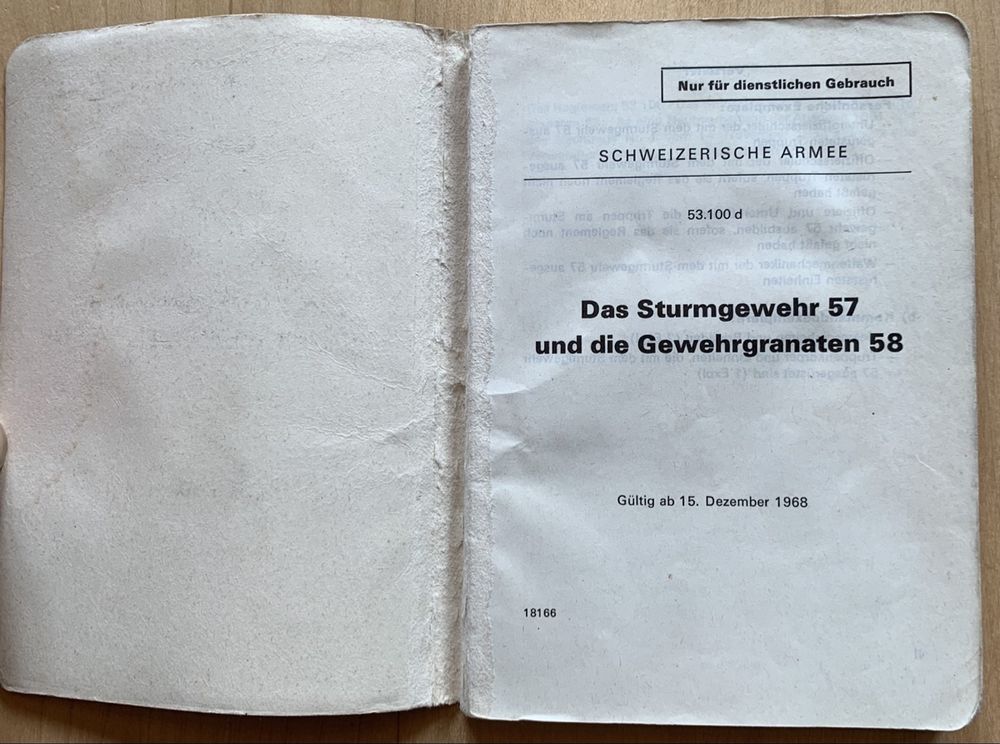 Nur für dienstlichen Gebrauch
SCHWEIZERISCHE ARMEE
53.100 d
Das Sturmgewehr 57
und die Gewehrgranaten 58
Gültig ab 15. Dezember 1968
18166